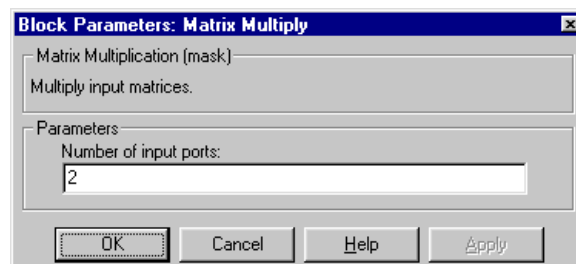 Block Parameters: Matrix Multiply
Matrix Multiplication (mask)
Multiply input matrices.
Parameters
Number of input ports:
2
OK Cancel Help Apply